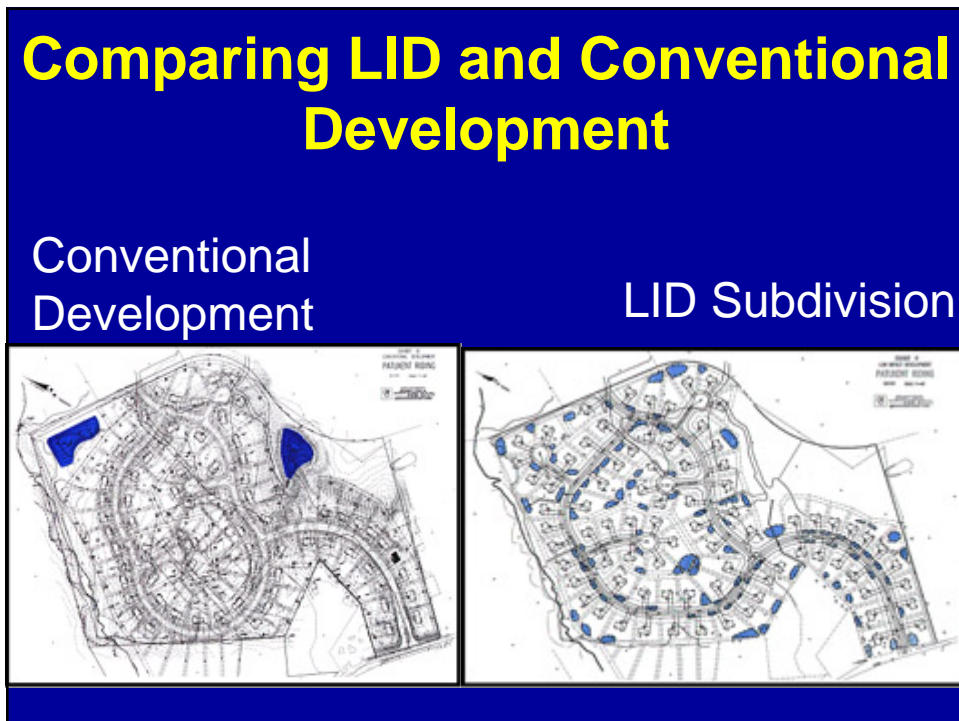 Comparing LID and Conventional
Development
Conventional
Development
LID Subdivision
PATUXENT RIDING
PATUXENT RIDING